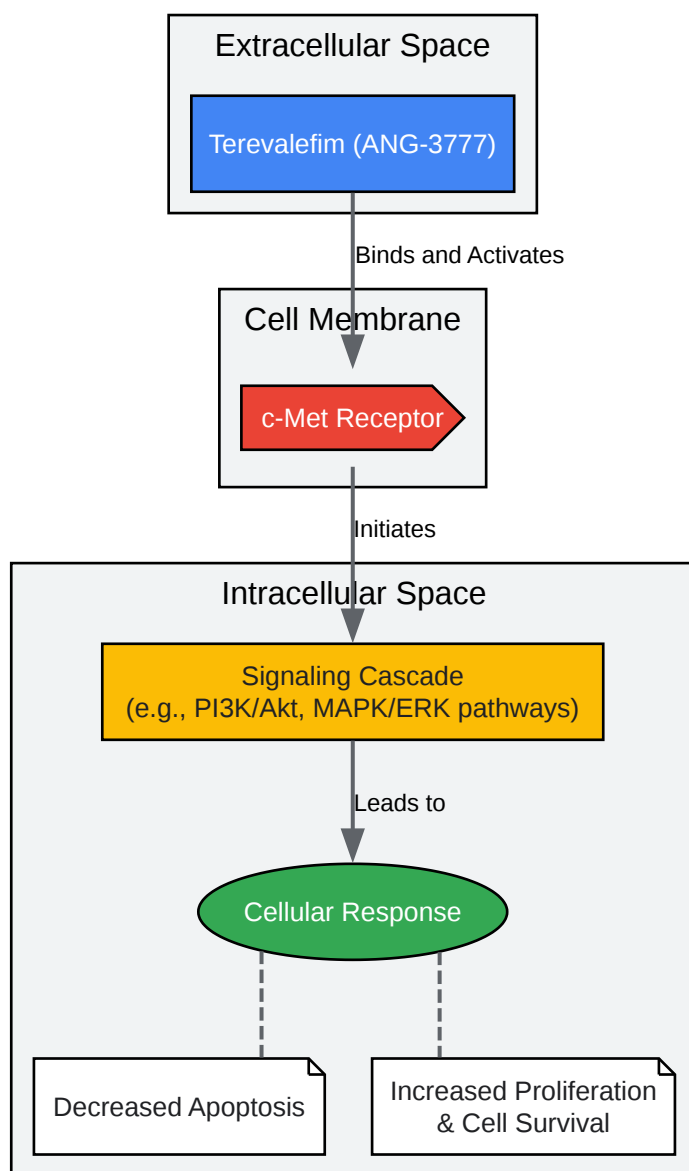 Extracellular Space
Terevalefim (ANG-3777)
Binds and Activates
Cell Membrane
c-Met Receptor
Initiates
Intracellular Space
Signaling Cascade
(e.g., PI3K/Akt, MAPK/ERK pathways)
Leads to
Cellular Response
Decreased Apoptosis
Increased Proliferation
& Cell Survival